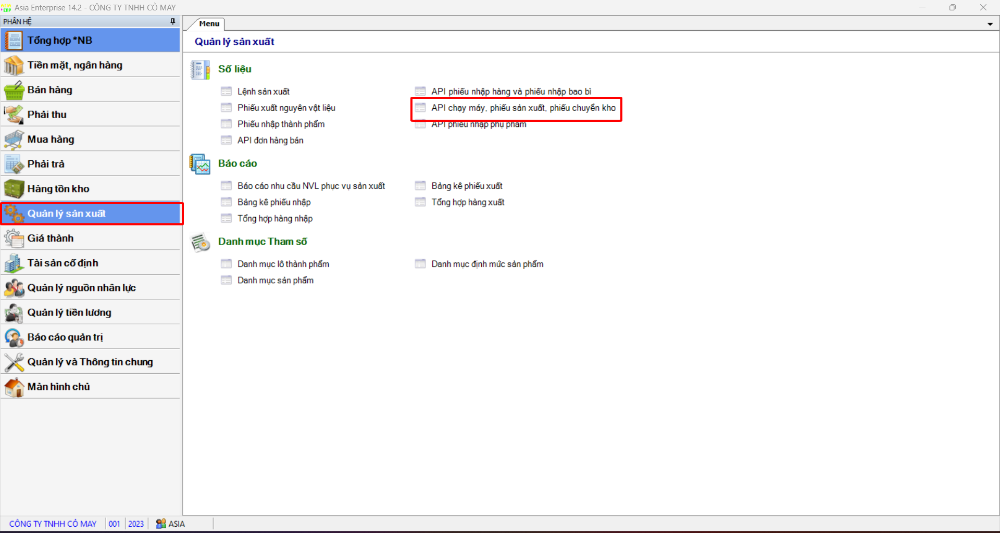 Asia Enterprise 14.2 - CÔNG TY TNHH CỎ MAY
PHÂN HỆ
Tổng hợp *NB
Tiền mặt, ngân hàng
Bán hàng
Phải thu
Mua hàng
Phải trả
Hàng tồn kho
Quản lý sản xuất
Giá thành
Tài sản cố định
Quản lý nguồn nhân lực
Quản lý tiền lương
Báo cáo quản trị
Quản lý và Thông tin chung
Màn hình chủ
Menu
Quản lý sản xuất
Số liệu
Lệnh sản xuất
API phiếu nhập hàng và phiếu nhập bao bì
Phiếu xuất nguyên vật liệu
API chạy máy, phiếu sản xuất, phiếu chuyển kho
Phiếu nhập thành phẩm
API phiếu nhập phụ phẩm
API đơn hàng bán
Báo cáo
Báo cáo nhu cầu NVL phục vụ sản xuất
Bảng kê phiếu xuất
Bảng kê phiếu nhập
Tổng hợp hàng xuất
Tổng hợp hàng nhập
Danh mục Tham số
Danh mục lô thành phẩm
Danh mục định mức sản phẩm
Danh mục sản phẩm
CÔNG TY TNHH CỎ MAY 001 2023 ASIA